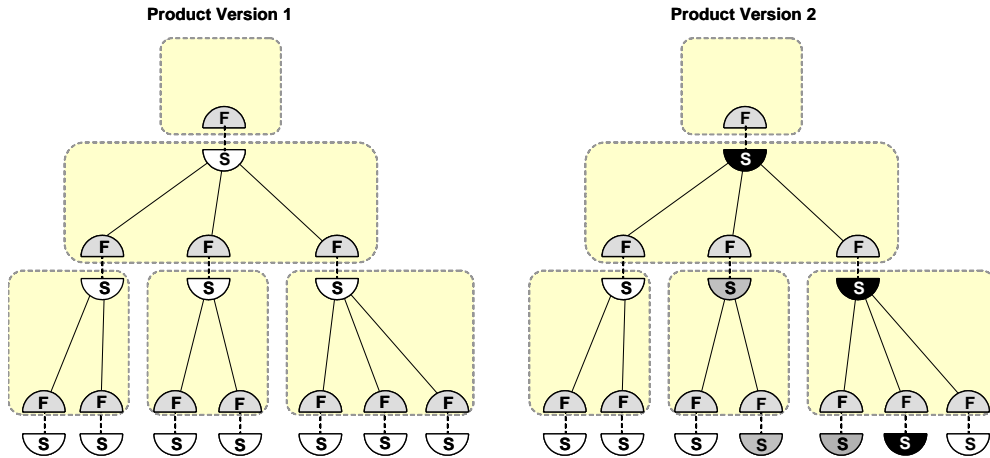 Product Version 1 Product Version 2
F F
S S
F F F F F F
S S S S S S
F F F F F F F F F F F F F F
S S S S S S S S S S S S S S